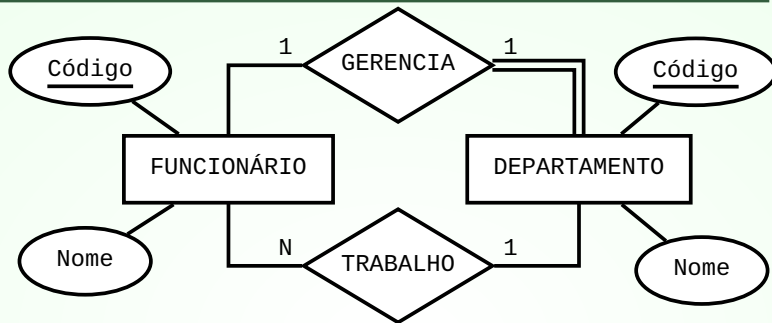 1
GERENCIA
1
Código
Código
FUNCIONÁRIO
DEPARTAMENTO
Nome
N
TRABALHO
1
Nome